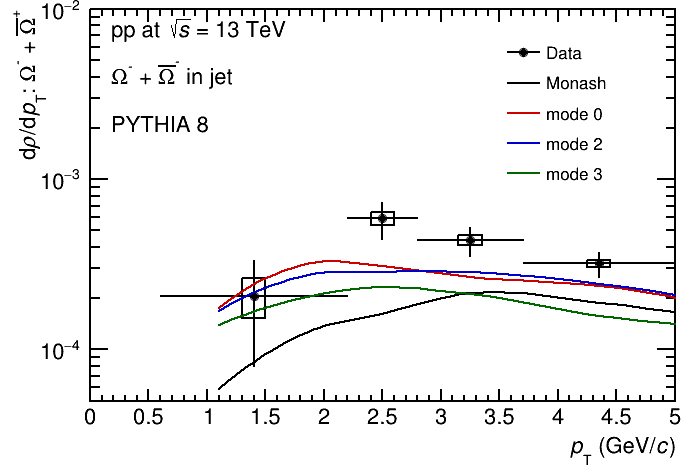 dρ/dp_T: Ω⁻ + Ω̅⁺
10⁻²
10⁻³
10⁻⁴
pp at √s = 13 TeV
Ω⁻ + Ω̅⁻ in jet
PYTHIA 8
Data
Monash
mode 0
mode 2
mode 3
0 0.5 1 1.5 2 2.5 3 3.5 4 4.5 5
p_T (GeV/c)